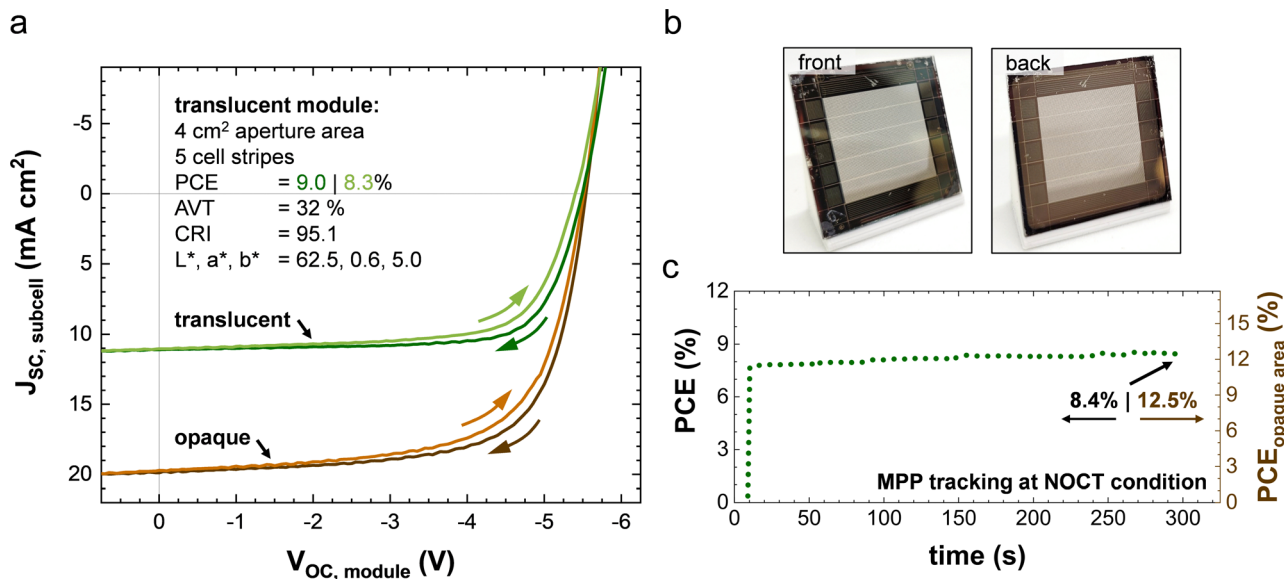 a
J_SC, subcell (mA cm²)
-5
0
5
10
15
20
translucent module:
4 cm² aperture area
5 cell stripes
PCE = 9.0 | 8.3%
AVT = 32 %
CRI = 95.1
L*, a*, b* = 62.5, 0.6, 5.0
translucent
opaque
0 -1 -2 -3 -4 -5 -6
V_OC, module (V)
b
front
back
c
PCE (%)
12
9
6
3
0
8.4% | 12.5%
MPP tracking at NOCT condition
0 50 100 150 200 250 300
time (s)
15
12
9
6
3
0
PCE_opaque area (%)